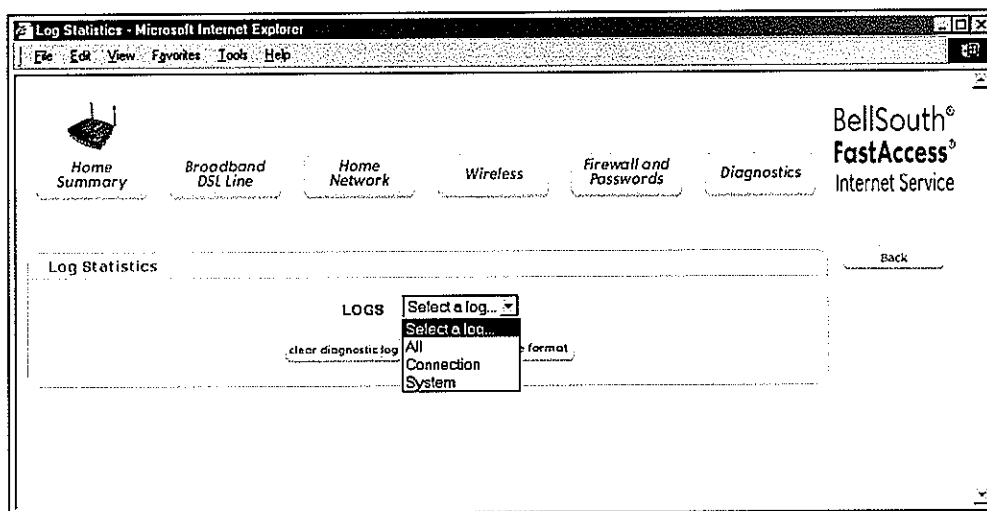 Log Statistics - Microsoft Internet Explorer
File Edit View Favorites Tools Help
BellSouth®
FastAccess®
Internet Service
Home
Summary
Broadband
DSL Line
Home
Network
Wireless
Firewall and
Passwords
Diagnostics
Log Statistics
Back
LOGS
Select a log...
Select a log...
All
Connection
System
clear diagnostic log
format